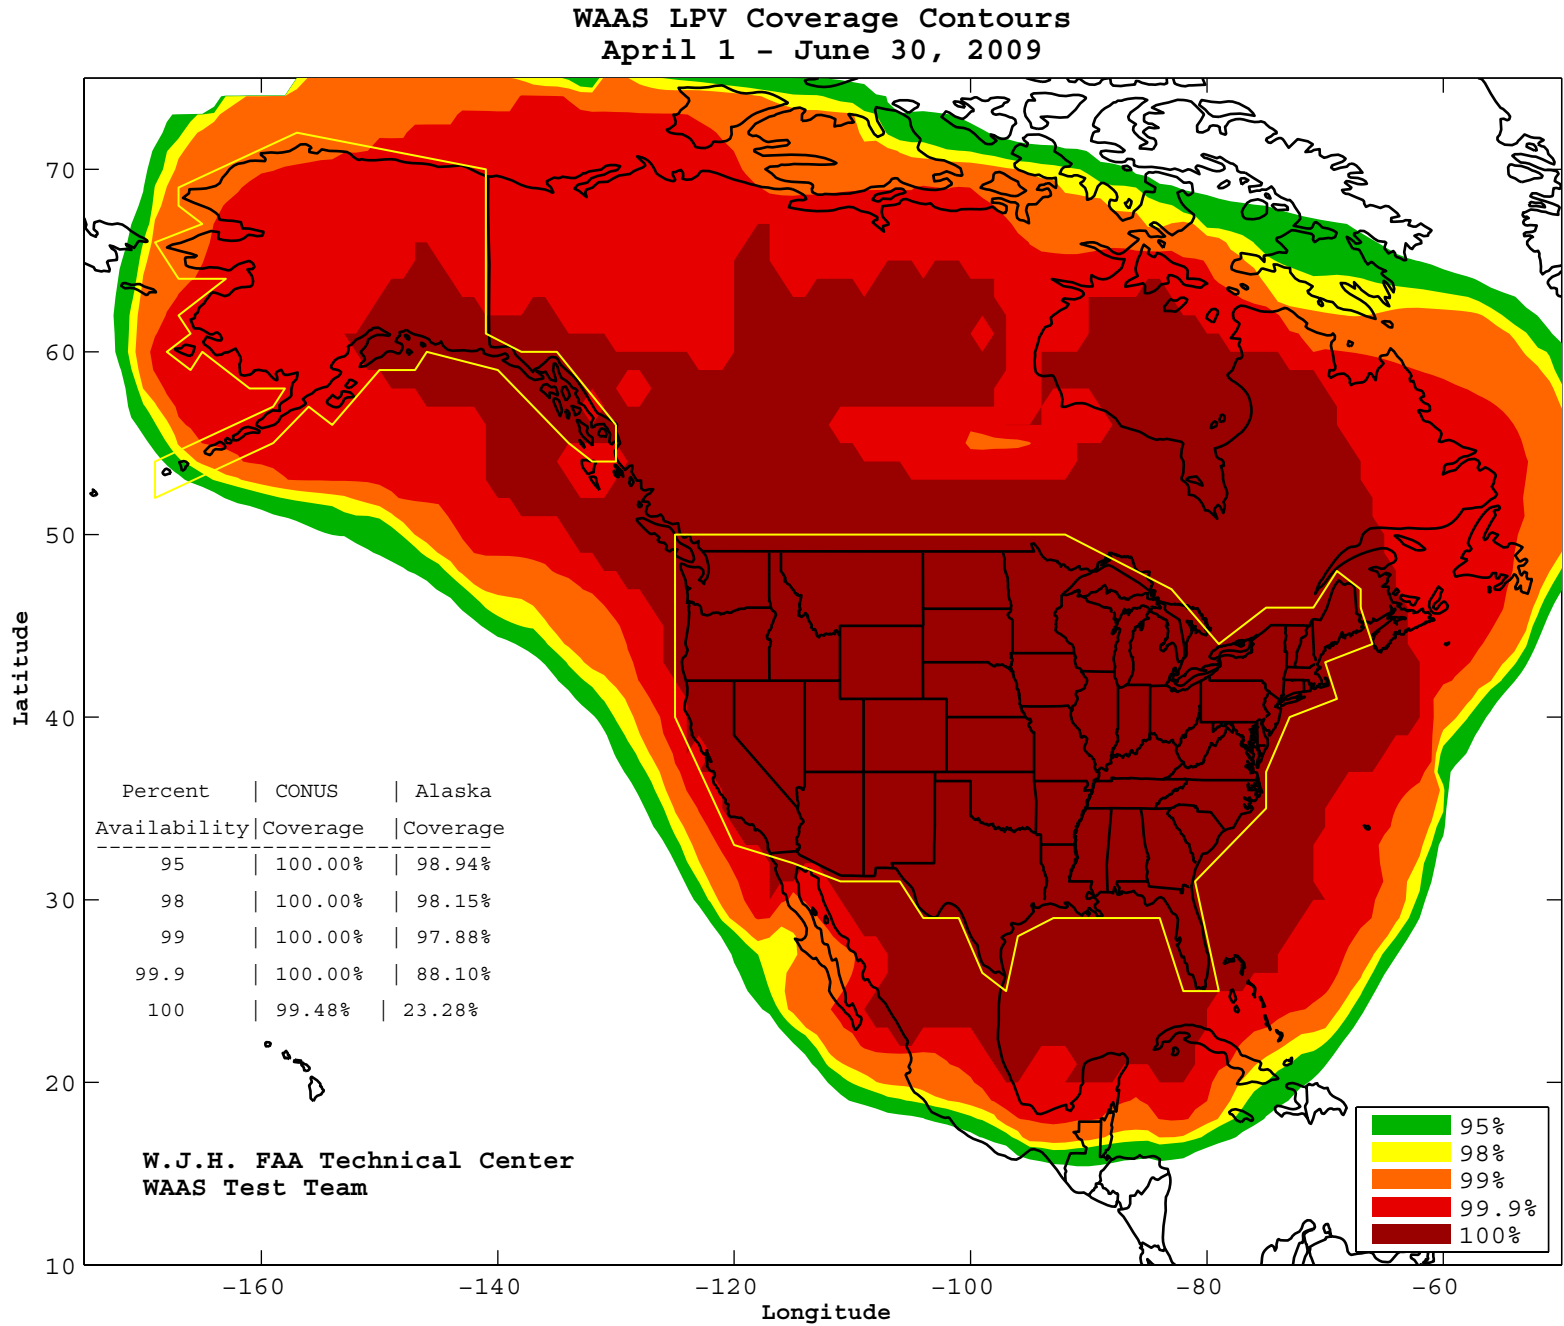 WAAS LPV Coverage Contours
April 1 - June 30, 2009
70
60
50
40
30
20
10
Latitude
Percent | CONUS | Alaska
Availability|Coverage |Coverage
-------------------------------
95 | 100.00% | 98.94%
98 | 100.00% | 98.15%
99 | 100.00% | 97.88%
99.9 | 100.00% | 88.10%
100 | 99.48% | 23.28%
W.J.H. FAA Technical Center
WAAS Test Team
95%
98%
99%
99.9%
100%
-160 -140 -120 -100 -80 -60
Longitude